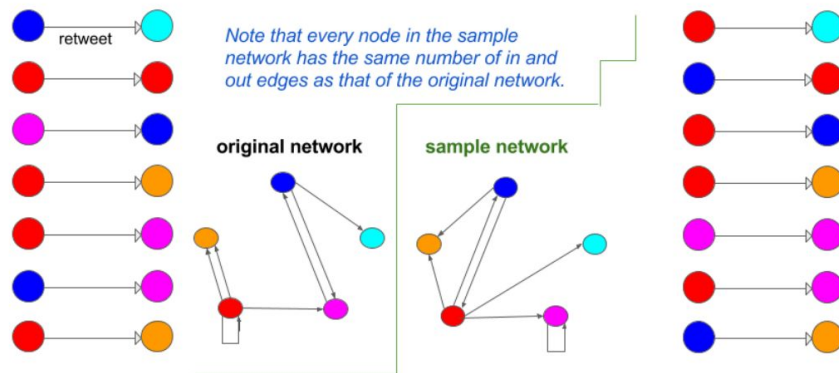 retweet
Note that every node in the sample
network has the same number of in and
out edges as that of the original network.
original network
sample network